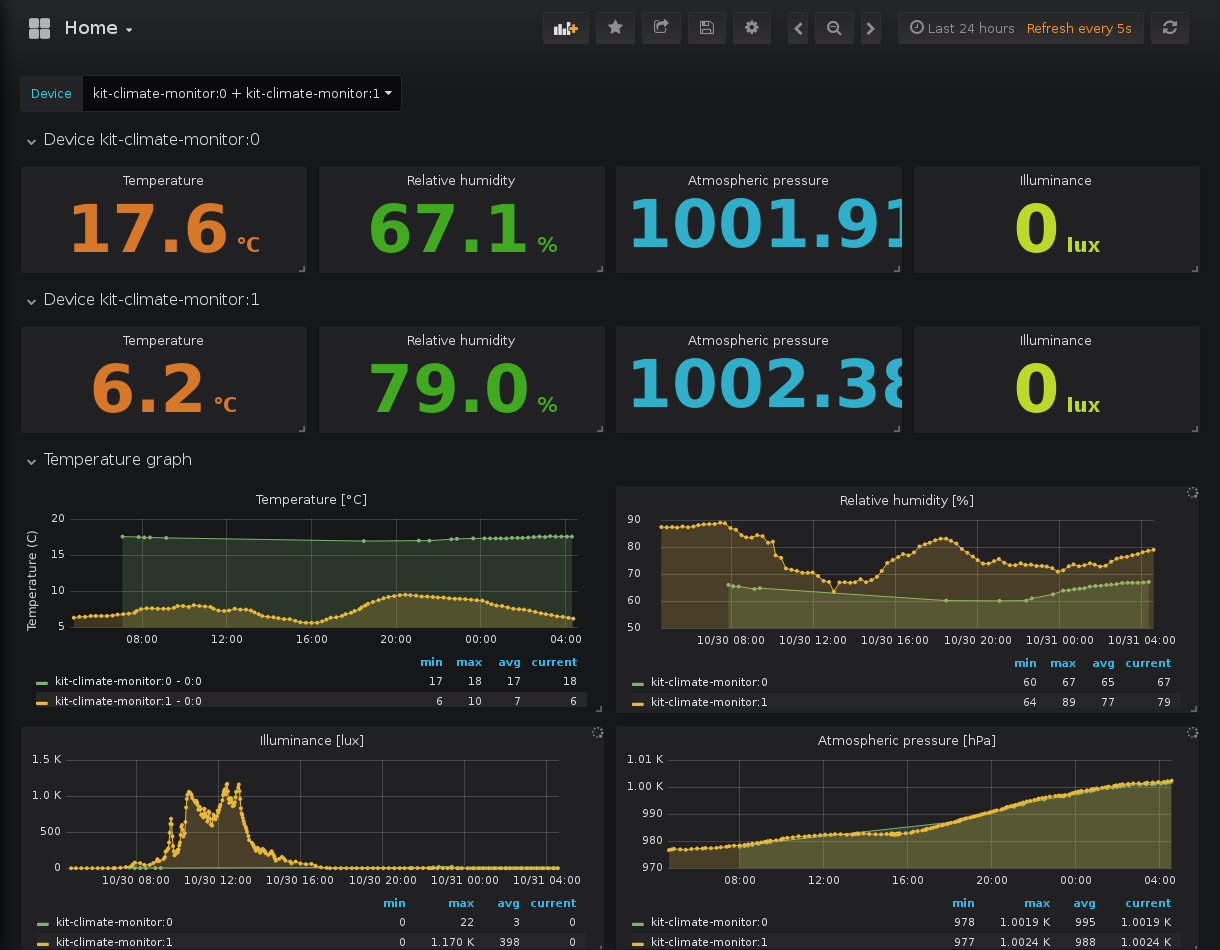 Home
Last 24 hours Refresh every 5s
Device kit-climate-monitor:0 + kit-climate-monitor:1
Device kit-climate-monitor:0
Temperature Relative humidity Atmospheric pressure Illuminance
17.6 °C 67.1 % 1001.91 0 lux
Device kit-climate-monitor:1
Temperature Relative humidity Atmospheric pressure Illuminance
6.2 °C 79.0 % 1002.38 0 lux
Temperature graph
Temperature [°C]
Temperature (C)
20
15
10
5
08:00 12:00 16:00 20:00 00:00 04:00
min max avg current
kit-climate-monitor:0 - 0:0 17 18 17 18
kit-climate-monitor:1 - 0:0 6 10 7 6
Relative humidity [%]
90
80
70
60
50
10/30 08:00 10/30 12:00 10/30 16:00 10/30 20:00 10/31 00:00 10/31 04:00
min max avg current
kit-climate-monitor:0 60 67 65 67
kit-climate-monitor:1 64 89 77 79
Illuminance [lux]
1.5 K
1.0 K
500
0
10/30 08:00 10/30 12:00 10/30 16:00 10/30 20:00 10/31 00:00 10/31 04:00
min max avg current
kit-climate-monitor:0 0 22 3 0
kit-climate-monitor:1 0 1.170 K 398 0
Atmospheric pressure [hPa]
1.01 K
1.00 K
990
980
970
08:00 12:00 16:00 20:00 00:00 04:00
min max avg current
kit-climate-monitor:0 978 1.0019 K 995 1.0019 K
kit-climate-monitor:1 977 1.0024 K 988 1.0024 K